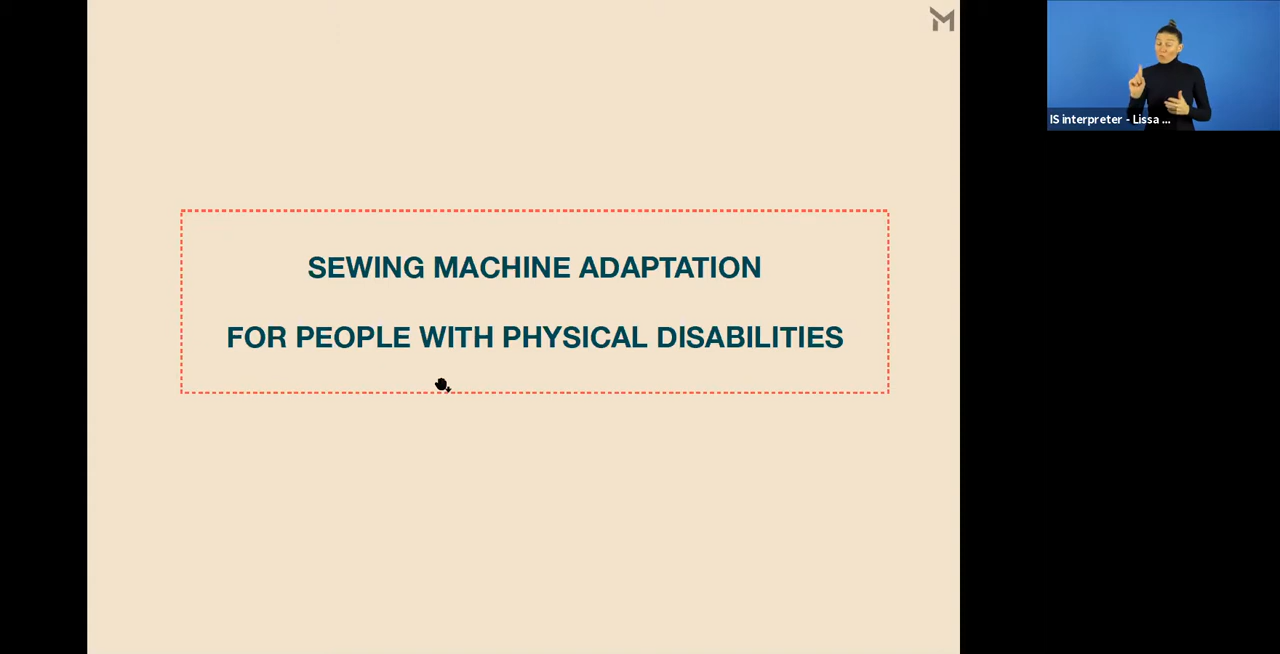 M
IS interpreter - Lissa ...
SEWING MACHINE ADAPTATION
FOR PEOPLE WITH PHYSICAL DISABILITIES